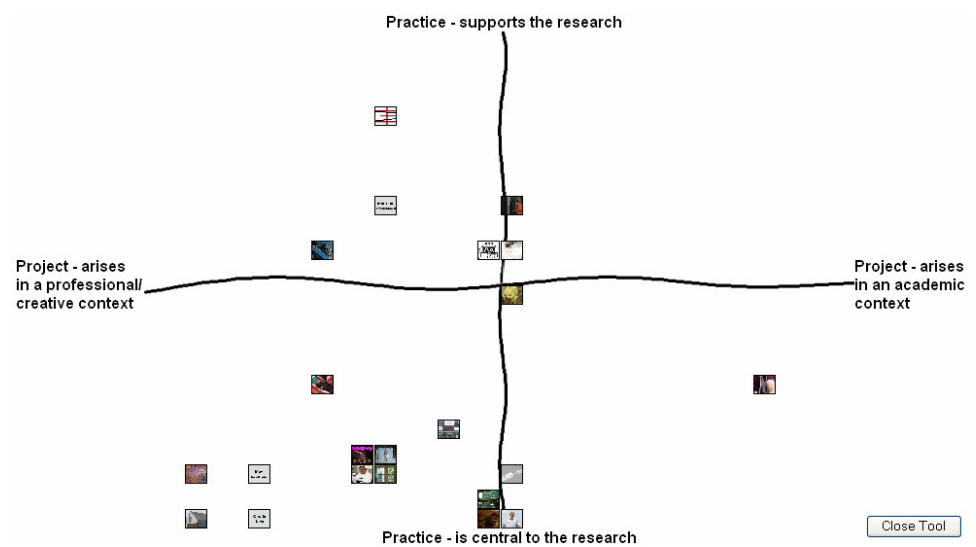 Practice - supports the research
Project - arises
in a professional/
creative context
Project - arises
in an academic
context
Practice - is central to the research
Close Tool